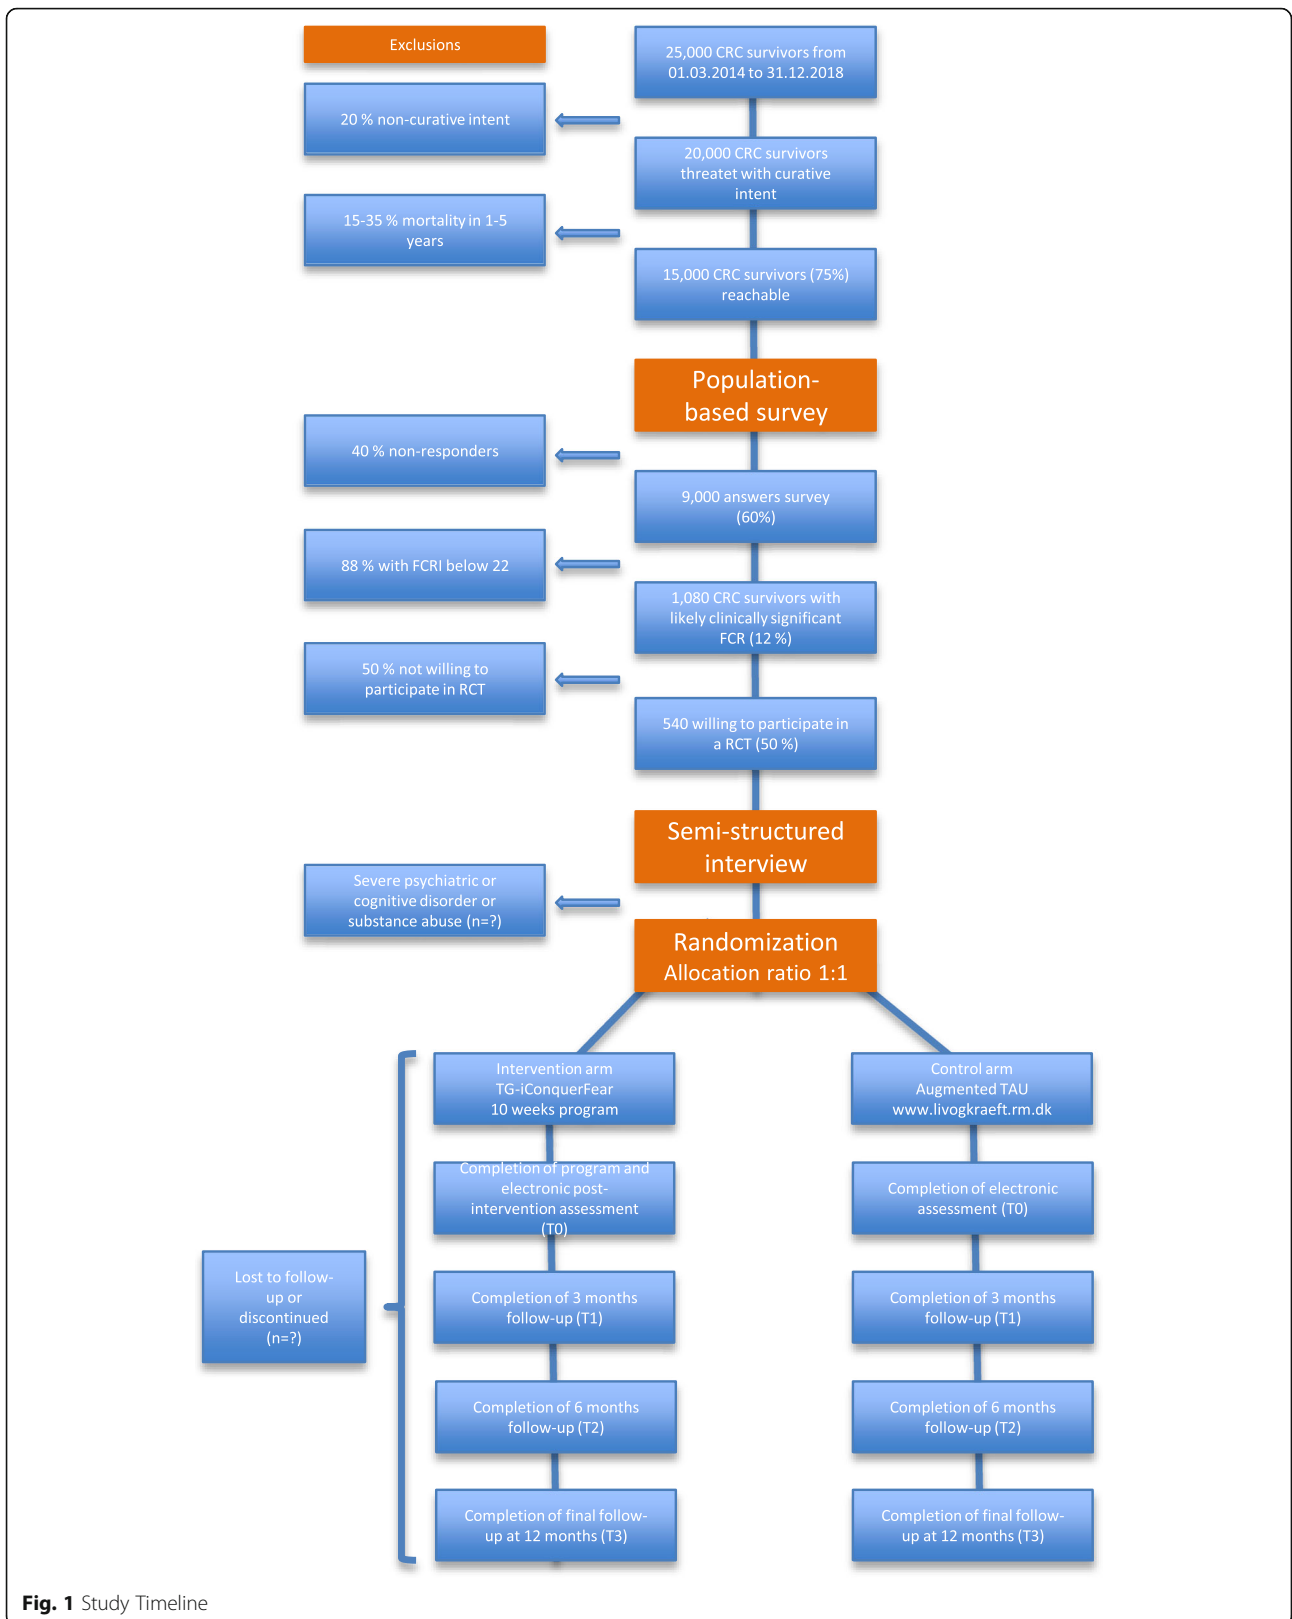 Exclusions
25,000 CRC survivors from
01.03.2014 to 31.12.2018
20 % non-curative intent
20,000 CRC survivors
threatet with curative
intent
15-35 % mortality in 1-5
years
15,000 CRC survivors (75%)
reachable
Population-
based survey
40 % non-responders
9,000 answers survey
(60%)
88 % with FCRI below 22
1,080 CRC survivors with
likely clinically significant
FCR (12 %)
50 % not willing to
participate in RCT
540 willing to participate in
a RCT (50 %)
Semi-structured
interview
Severe psychiatric or
cognitive disorder or
substance abuse (n=?)
Randomization
Allocation ratio 1:1
Intervention arm
TG-iConquerFear
10 weeks program
Control arm
Augmented TAU
www.livogkraeft.rm.dk
Completion of program and
electronic post-
intervention assessment
(T0)
Completion of electronic
assessment (T0)
Lost to follow-
up or
discontinued
(n=?)
Completion of 3 months
follow-up (T1)
Completion of 3 months
follow-up (T1)
Completion of 6 months
follow-up (T2)
Completion of 6 months
follow-up (T2)
Completion of final follow-
up at 12 months (T3)
Completion of final follow-
up at 12 months (T3)
Fig. 1 Study Timeline